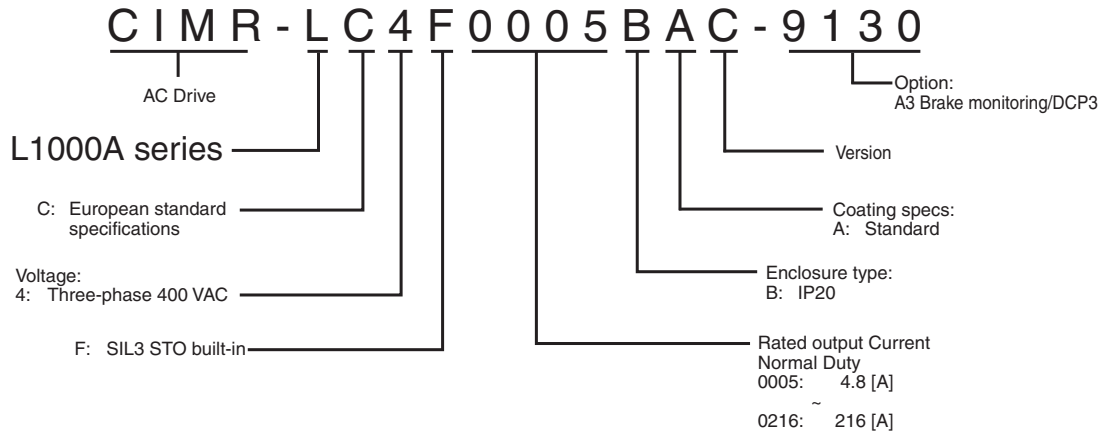 CIMR-LC4F0005BAC-9130
AC Drive
Option:
A3 Brake monitoring/DCP3
L1000A series
Version
C: European standard
specifications
Coating specs:
A: Standard
Voltage:
4: Three-phase 400 VAC
Enclosure type:
B: IP20
F: SIL3 STO built-in
Rated output Current
Normal Duty
0005: 4.8 [A]
~
0216: 216 [A]